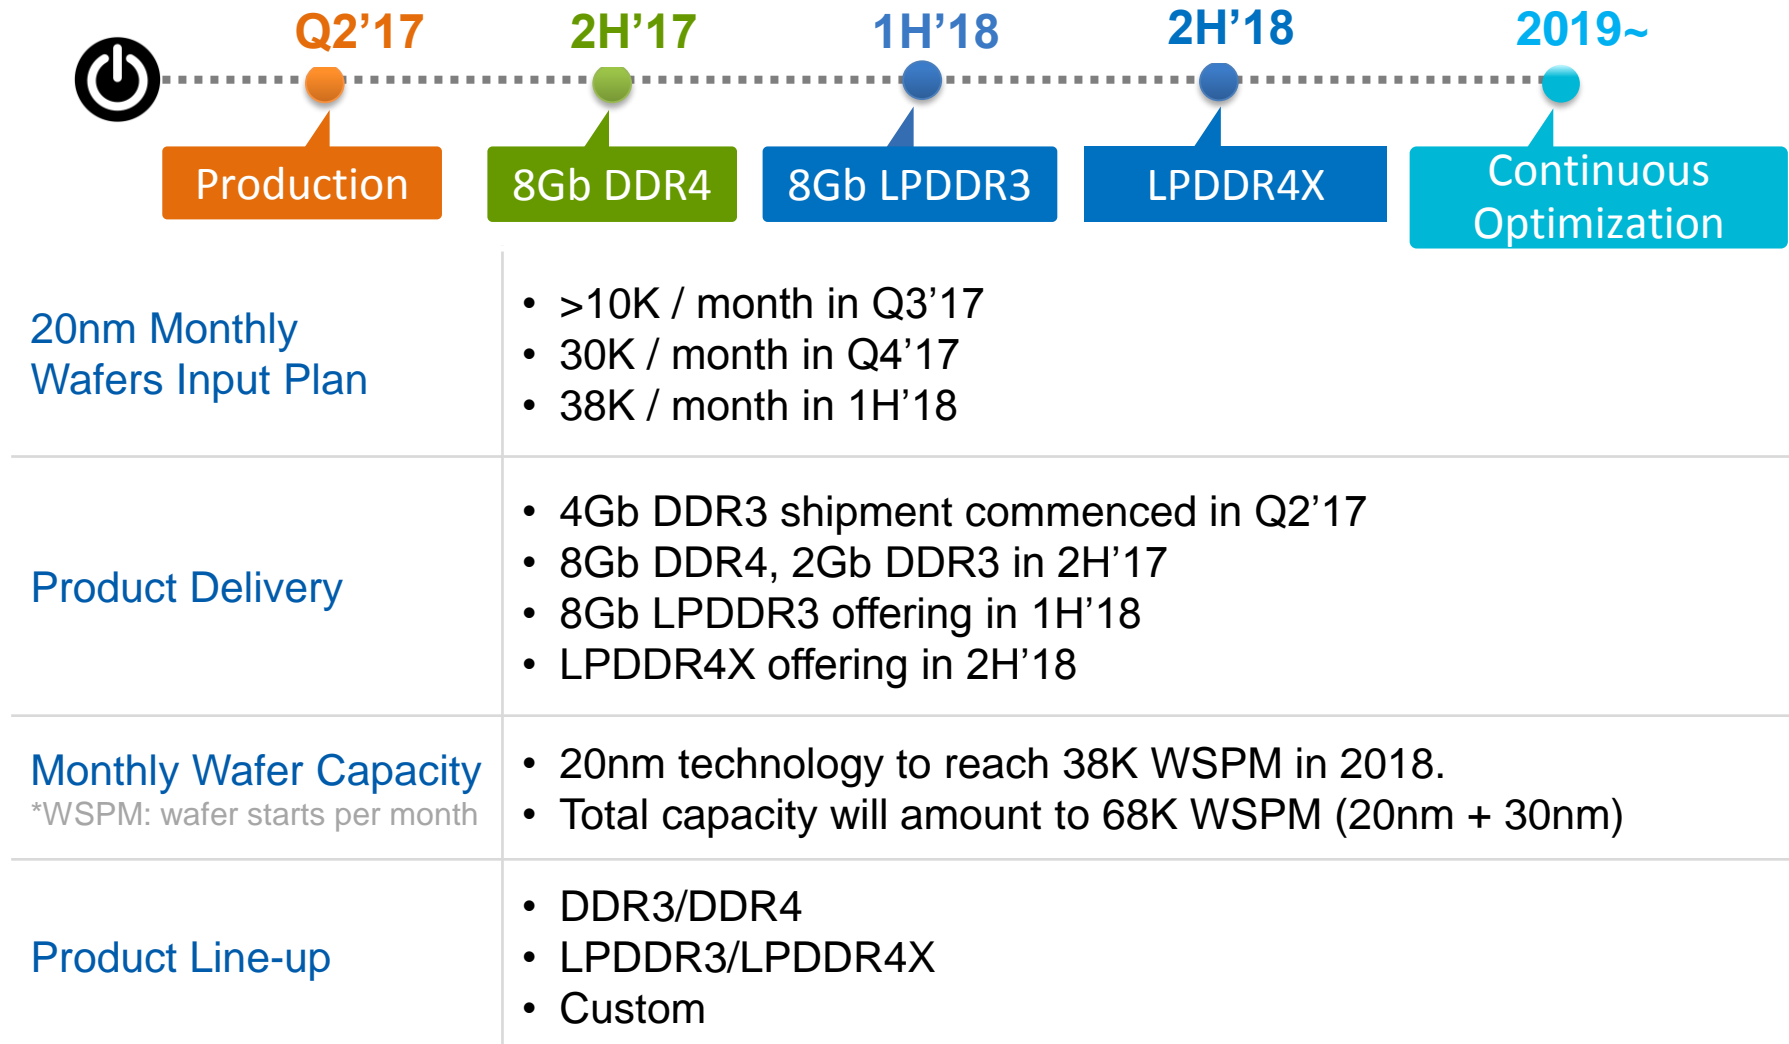 Q2’17
2H’17
1H’18
2H’18
2019~
Production
8Gb DDR4
8Gb LPDDR3
LPDDR4X
Continuous
Optimization
20nm Monthly
Wafers Input Plan
• >10K / month in Q3’17
• 30K / month in Q4’17
• 38K / month in 1H’18
Product Delivery
• 4Gb DDR3 shipment commenced in Q2’17
• 8Gb DDR4, 2Gb DDR3 in 2H’17
• 8Gb LPDDR3 offering in 1H’18
• LPDDR4X offering in 2H’18
Monthly Wafer Capacity
*WSPM: wafer starts per month
• 20nm technology to reach 38K WSPM in 2018.
• Total capacity will amount to 68K WSPM (20nm + 30nm)
Product Line-up
• DDR3/DDR4
• LPDDR3/LPDDR4X
• Custom